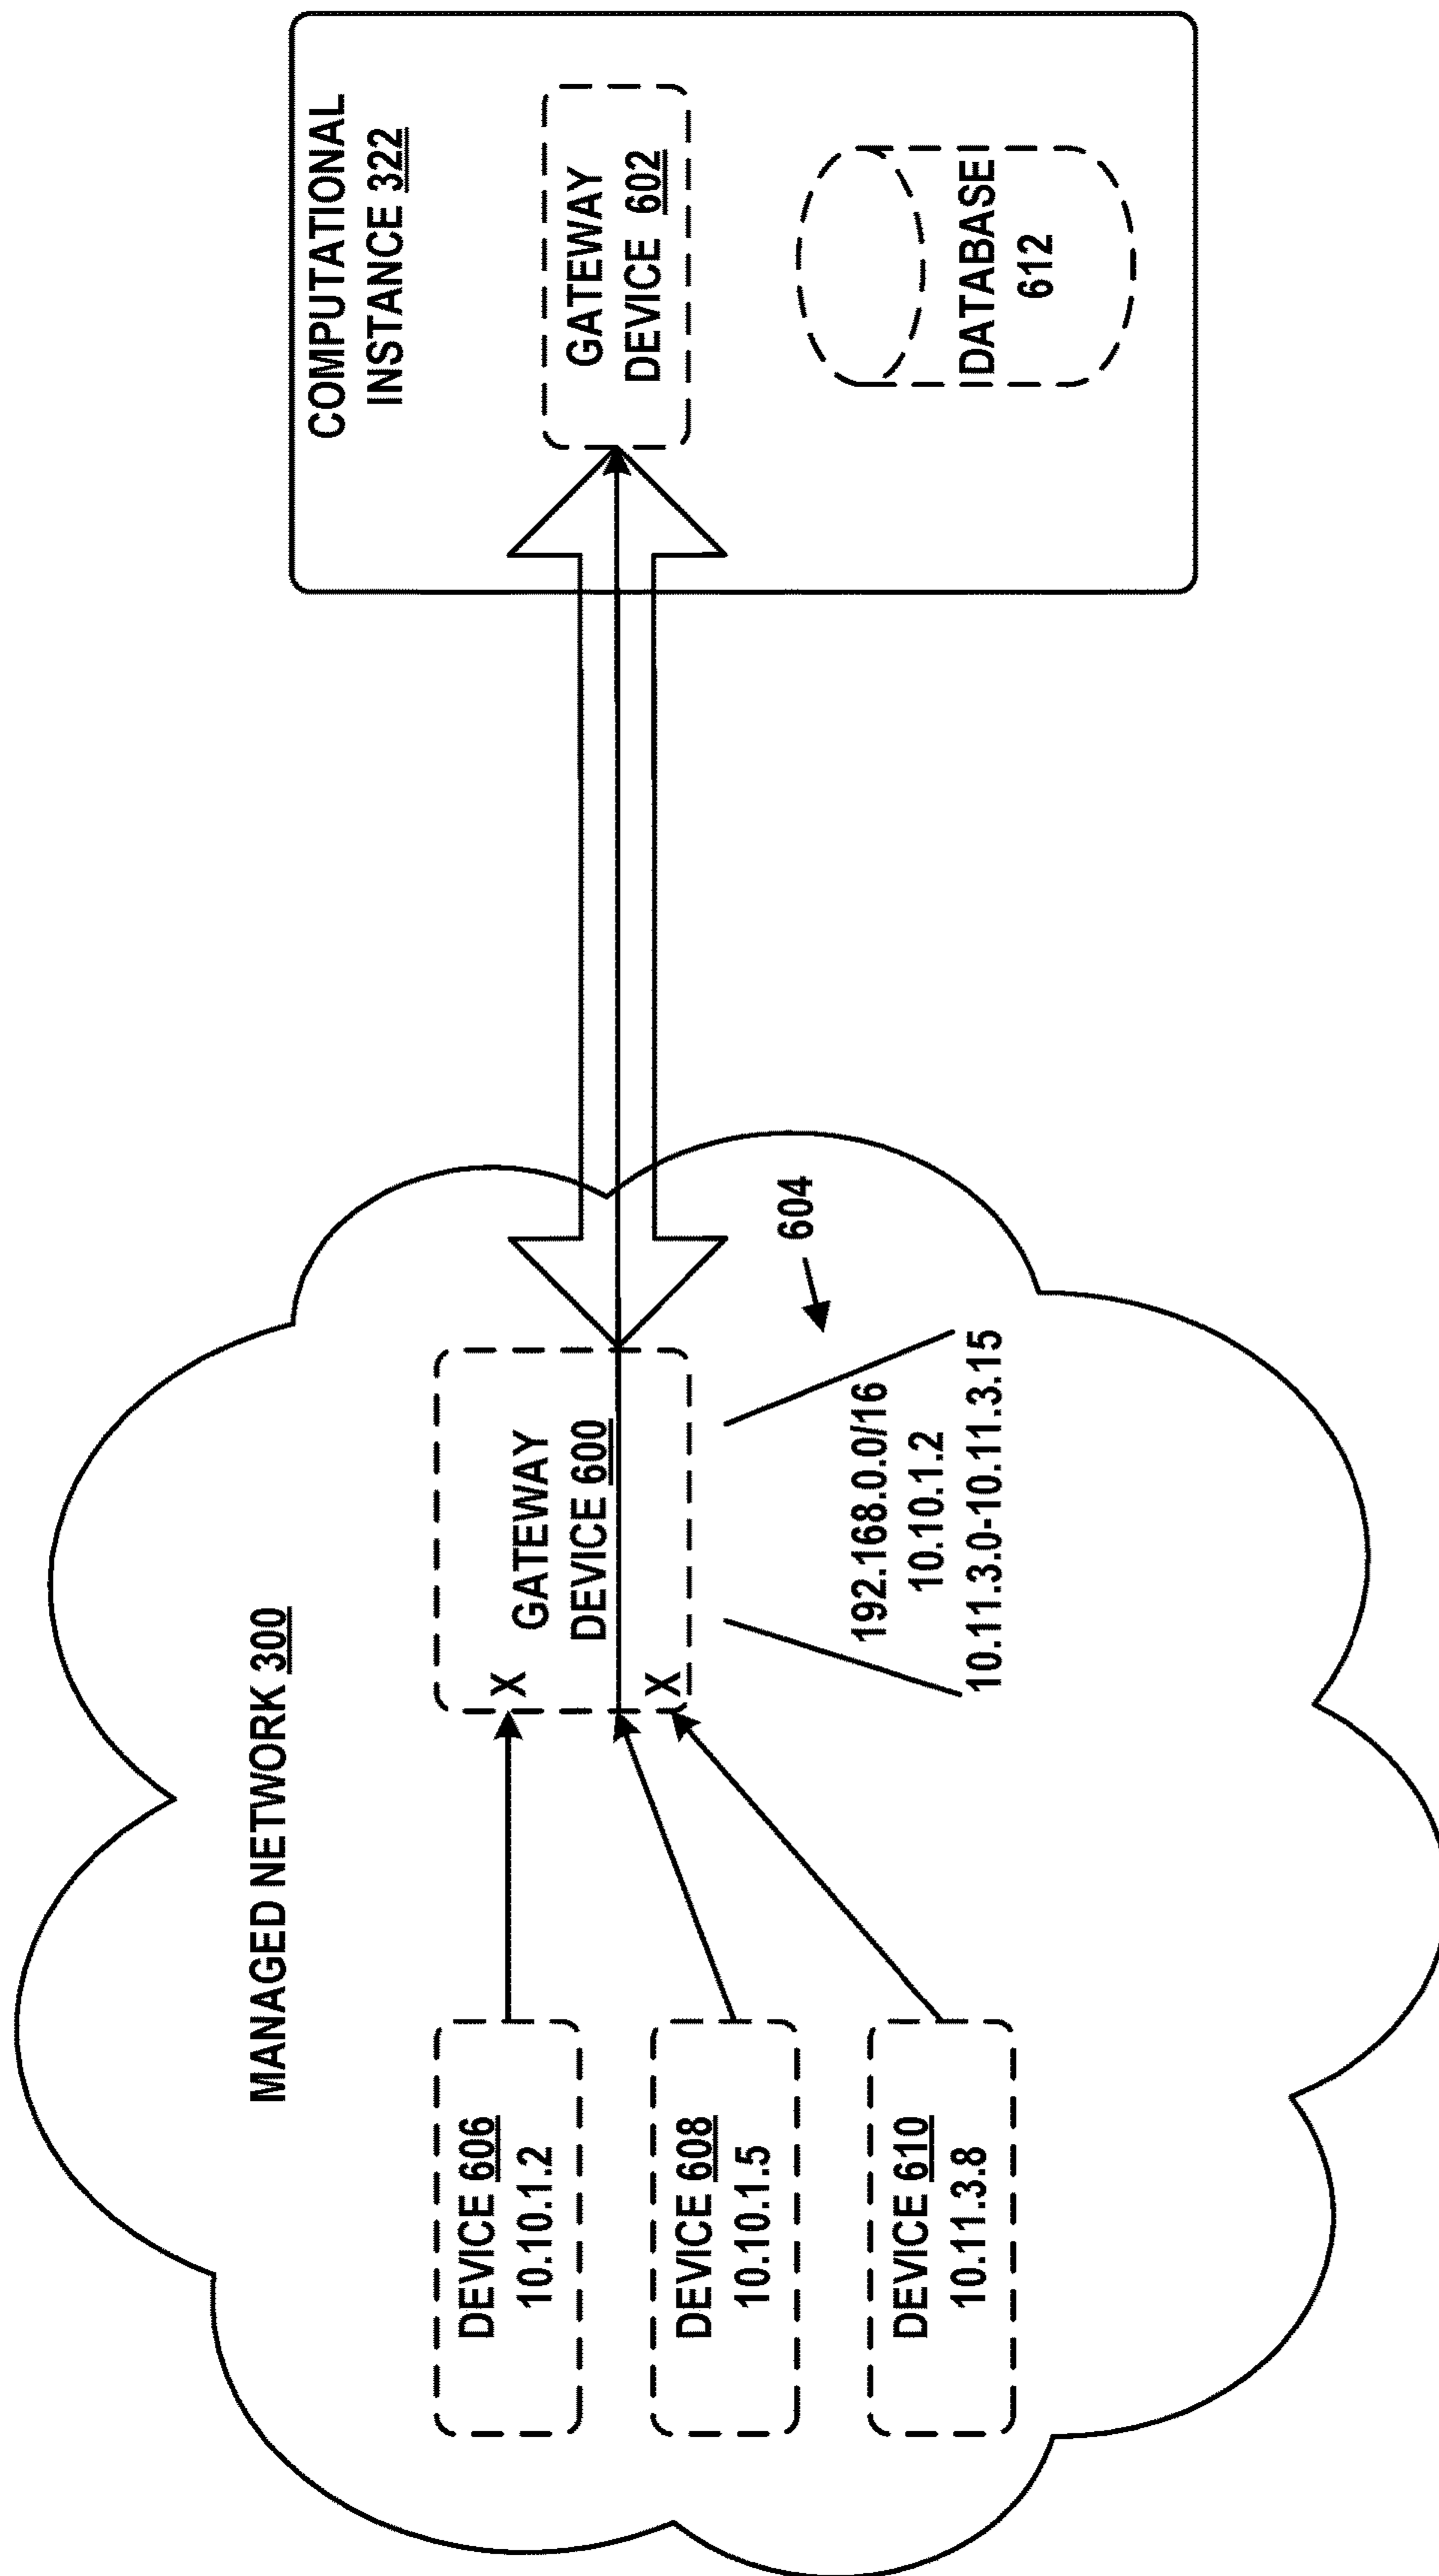 MANAGED NETWORK 300
DEVICE 606
10.10.1.2
DEVICE 608
10.10.1.5
DEVICE 610
10.11.3.8
X
X
GATEWAY
DEVICE 600
604
192.168.0.0/16
10.10.1.2
10.11.3.0-10.11.3.15
COMPUTATIONAL
INSTANCE 322
GATEWAY
DEVICE 602
DATABASE
612